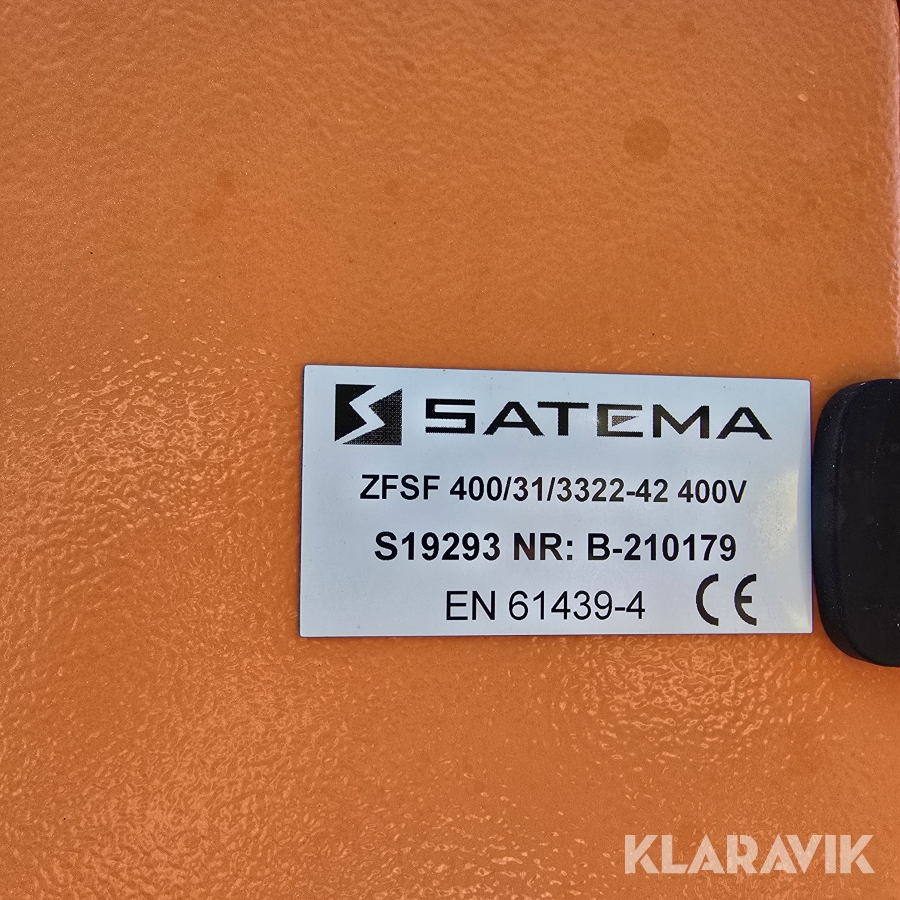 SATEMA
ZFSF 400/31/3322-42 400V
S19293 NR: B-210179
EN 61439-4 CE
KLARAVIK